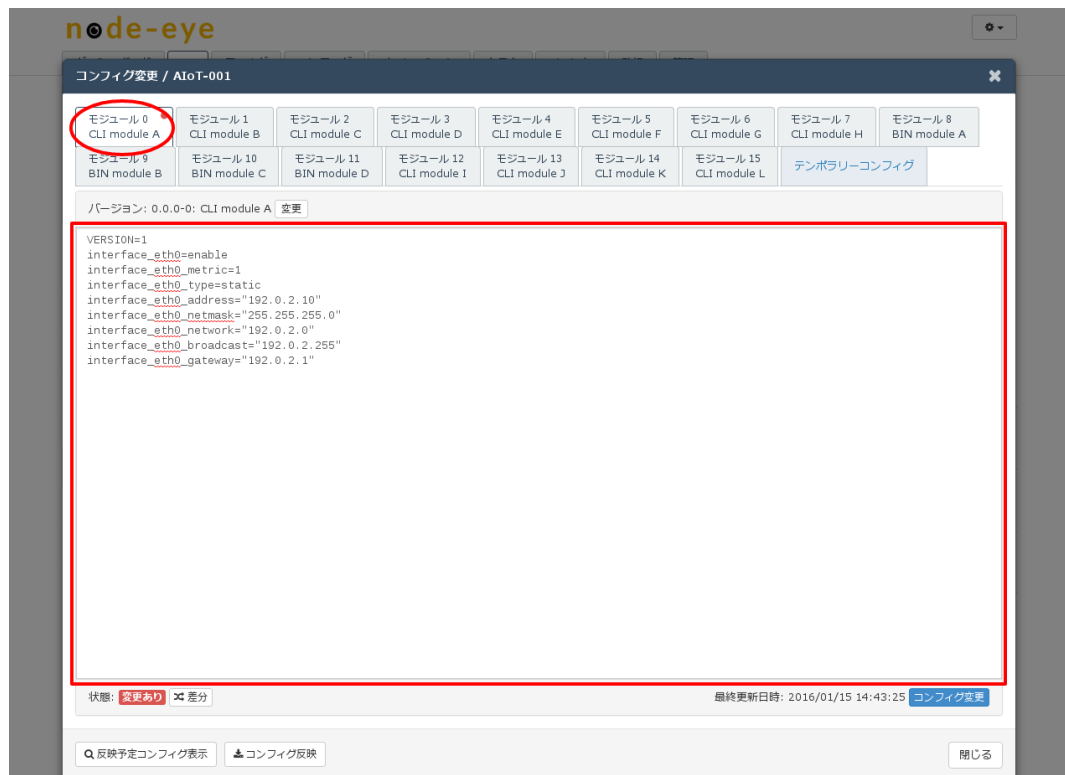 node-eye
コンフィグ変更 / AIoT-001
モジュール 0 モジュール 1 モジュール 2 モジュール 3 モジュール 4 モジュール 5 モジュール 6 モジュール 7 モジュール 8
CLI module A CLI module B CLI module C CLI module D CLI module E CLI module F CLI module G CLI module H BIN module A
モジュール 9 モジュール 10 モジュール 11 モジュール 12 モジュール 13 モジュール 14 モジュール 15 テンポラリーコンフィグ
BIN module B BIN module C BIN module D CLI module I CLI module J CLI module K CLI module L
バージョン: 0.0.0-0: CLI module A 変更
VERSION=1
interface_eth0=enable
interface_eth0_metric=1
interface_eth0_type=static
interface_eth0_address="192.0.2.10"
interface_eth0_netmask="255.255.255.0"
interface_eth0_network="192.0.2.0"
interface_eth0_broadcast="192.0.2.255"
interface_eth0_gateway="192.0.2.1"
状態: 変更あり 差分 最終更新日時: 2016/01/15 14:43:25 コンフィグ変更
反映予定コンフィグ表示 コンフィグ反映 閉じる